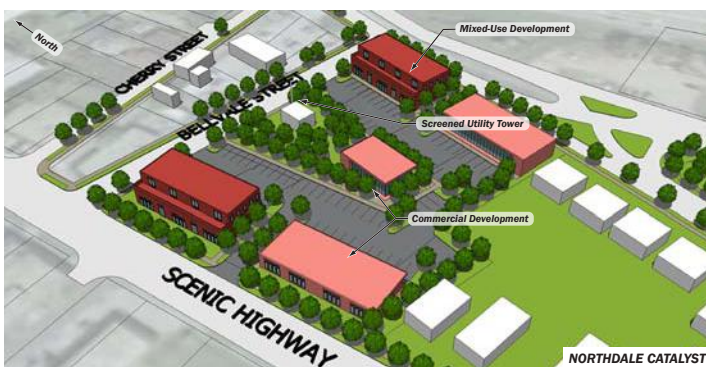 North
Mixed-Use Development
CHERRY STREET
BELLVALE STREET
Screened Utility Tower
Commercial Development
SCENIC HIGHWAY
NORTHDALE CATALYST